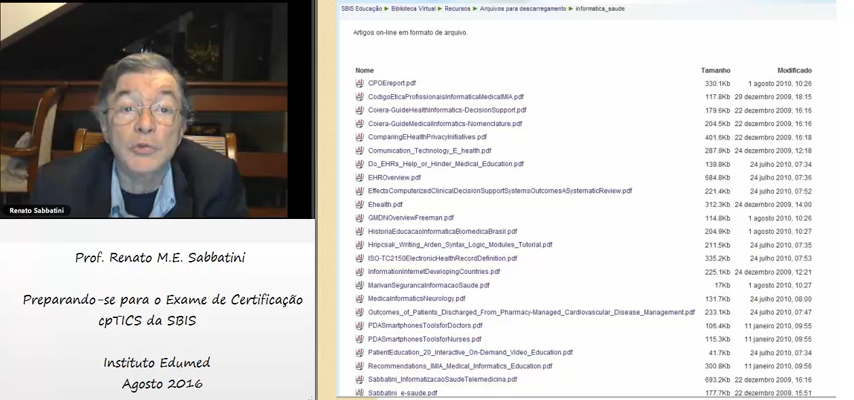 Renato Sabbatini
Prof. Renato M.E. Sabbatini
Preparando-se para o Exame de Certificação
cpTICS da SBIS
Instituto Edumed
Agosto 2016
SBIS Educação ► Biblioteca Virtual ► Recursos ► Arquivos para descarregamento ► informatica_saude
Artigos on-line em formato de arquivo.
Nome Tamanho Modificado
CPOEreport.pdf 330.1Kb 1 agosto 2010, 10:26
CodigoEticaProfissionaisInformaticaMedicaIMIA.pdf 117.8Kb 29 dezembro 2009, 18:15
Coiera-GuideHealthInformatics-DecisionSupport.pdf 179.6Kb 22 dezembro 2009, 16:16
Coiera-GuideMedicalInformatics-Nomenclature.pdf 204.5Kb 22 dezembro 2009, 16:16
ComparingEHealthPrivacyInitiatives.pdf 401.6Kb 22 dezembro 2009, 16:18
Comunication_Technology_E_health.pdf 287.9Kb 24 dezembro 2009, 12:18
Do_EHRs_Help_or_Hinder_Medical_Education.pdf 139.8Kb 24 julho 2010, 07:34
EHROverview.pdf 684.8Kb 24 julho 2010, 07:36
EffectsComputerizedClinicalDecisionSupportSystemsOutcomesASystematicReview.pdf 221.4Kb 24 julho 2010, 07:52
Ehealth.pdf 312.3Kb 24 dezembro 2009, 14:00
GMDNOverviewFreeman.pdf 114.8Kb 1 agosto 2010, 10:26
HistoriaEducacaoInformaticaBiomedicaBrasil.pdf 204.9Kb 1 agosto 2010, 10:27
Hripcsak_Writing_Arden_Syntax_Logic_Modules_Tutorial.pdf 211.5Kb 24 julho 2010, 07:35
ISO-TC2150ElectronicHealthRecordDefinition.pdf 335.2Kb 24 julho 2010, 07:53
InformationInternetDevelopingCountries.pdf 225.1Kb 24 dezembro 2009, 12:21
MarivanSegurancaInformacaoSaude.pdf 17Kb 1 agosto 2010, 10:27
MedicalInformaticsNeurology.pdf 131.7Kb 24 julho 2010, 08:00
Outcomes_of_Patients_Discharged_From_Pharmacy-Managed_Cardiovascular_Disease_Management.pdf 233.1Kb 24 julho 2010, 07:47
PDASmartphonesToolsforDoctors.pdf 106.4Kb 11 janeiro 2010, 09:55
PDASmartphonesToolsforNurses.pdf 115.3Kb 11 janeiro 2010, 09:55
PatientEducation_20_Interactive_On-Demand_Video_Education.pdf 41.7Kb 24 julho 2010, 07:34
Recommendations_IMIA_Medical_Informatics_Education.pdf 300.8Kb 11 janeiro 2010, 09:56
Sabbatini_InformatizacaoSaudeTelemedicina.pdf 693.2Kb 22 dezembro 2009, 16:16
Sabbatini_e-saude.pdf 177.7Kb 22 dezembro 2009, 15:51